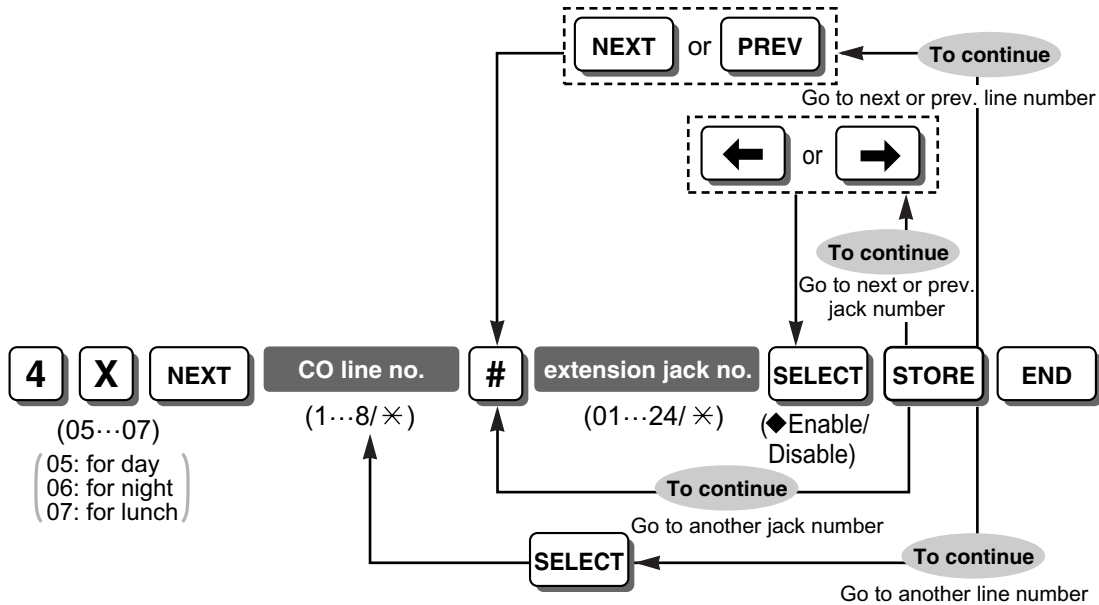 NEXT or PREV
To continue
Go to next or prev. line number
← or →
To continue
Go to next or prev.
jack number
4 X NEXT CO line no. # extension jack no. SELECT STORE END
(05···07)
05: for day
06: for night
07: for lunch
(1···8/ ✳)
(01···24/ ✳)
(◆Enable/
Disable)
To continue
Go to another jack number
SELECT
To continue
Go to another line number